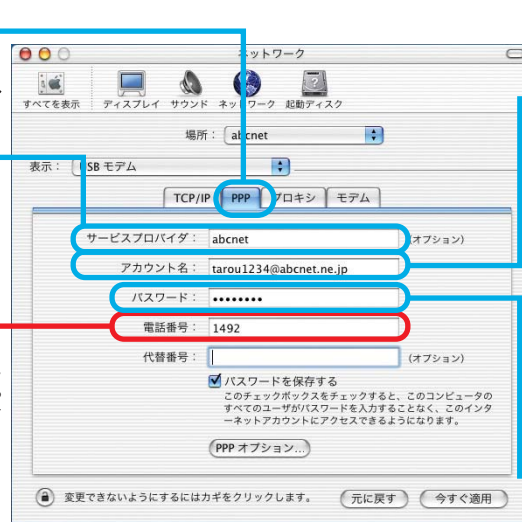 ネットワーク
すべてを表示 ディスプレイ サウンド ネットワーク 起動ディスク
場所： abcnet
表示： USB モデム
TCP/IP PPP プロキシ モデム
サービスプロバイダ： abcnet （オプション）
アカウント名： tarou1234@abcnet.ne.jp
パスワード： ••••••••
電話番号： 1492
代替番号： （オプション）
パスワードを保存する
このチェックボックスをチェックすると、このコンピュータの
すべてのユーザがパスワードを入力することなく、このインタ
ーネットアカウントにアクセスできるようになります。
PPP オプション...
変更できないようにするにはカギをクリックします。 元に戻す 今すぐ適用